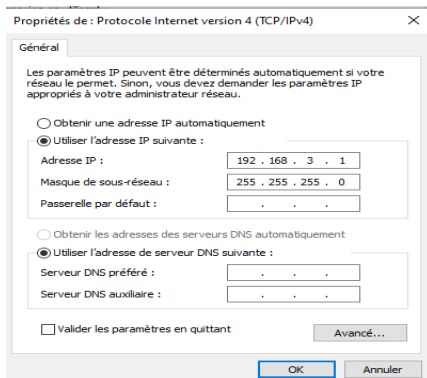 Propriétés de : Protocole Internet version 4 (TCP/IPv4)
Général
Les paramètres IP peuvent être déterminés automatiquement si votre
réseau le permet. Sinon, vous devez demander les paramètres IP
appropriés à votre administrateur réseau.
Obtenir une adresse IP automatiquement
Utiliser l'adresse IP suivante :
Adresse IP : 192 . 168 . 3 . 1
Masque de sous-réseau : 255 . 255 . 255 . 0
Passerelle par défaut : . . .
Obtenir les adresses des serveurs DNS automatiquement
Utiliser l'adresse de serveur DNS suivante :
Serveur DNS préféré : . . .
Serveur DNS auxiliaire : . . .
Valider les paramètres en quittant
Avancé...
OK Annuler